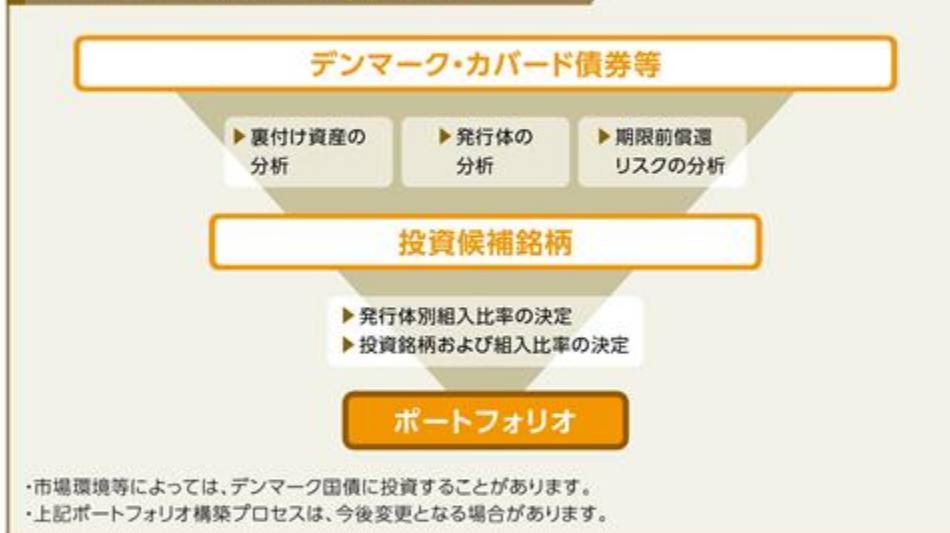 デンマーク・カバード債券等
▶裏付け資産の
分析
▶発行体の
分析
▶期限前償還
リスクの分析
投資候補銘柄
▶発行体別組入比率の決定
▶投資銘柄および組入比率の決定
ポートフォリオ
・市場環境等によっては、デンマーク国債に投資することがあります。
・上記ポートフォリオ構築プロセスは、今後変更となる場合があります。